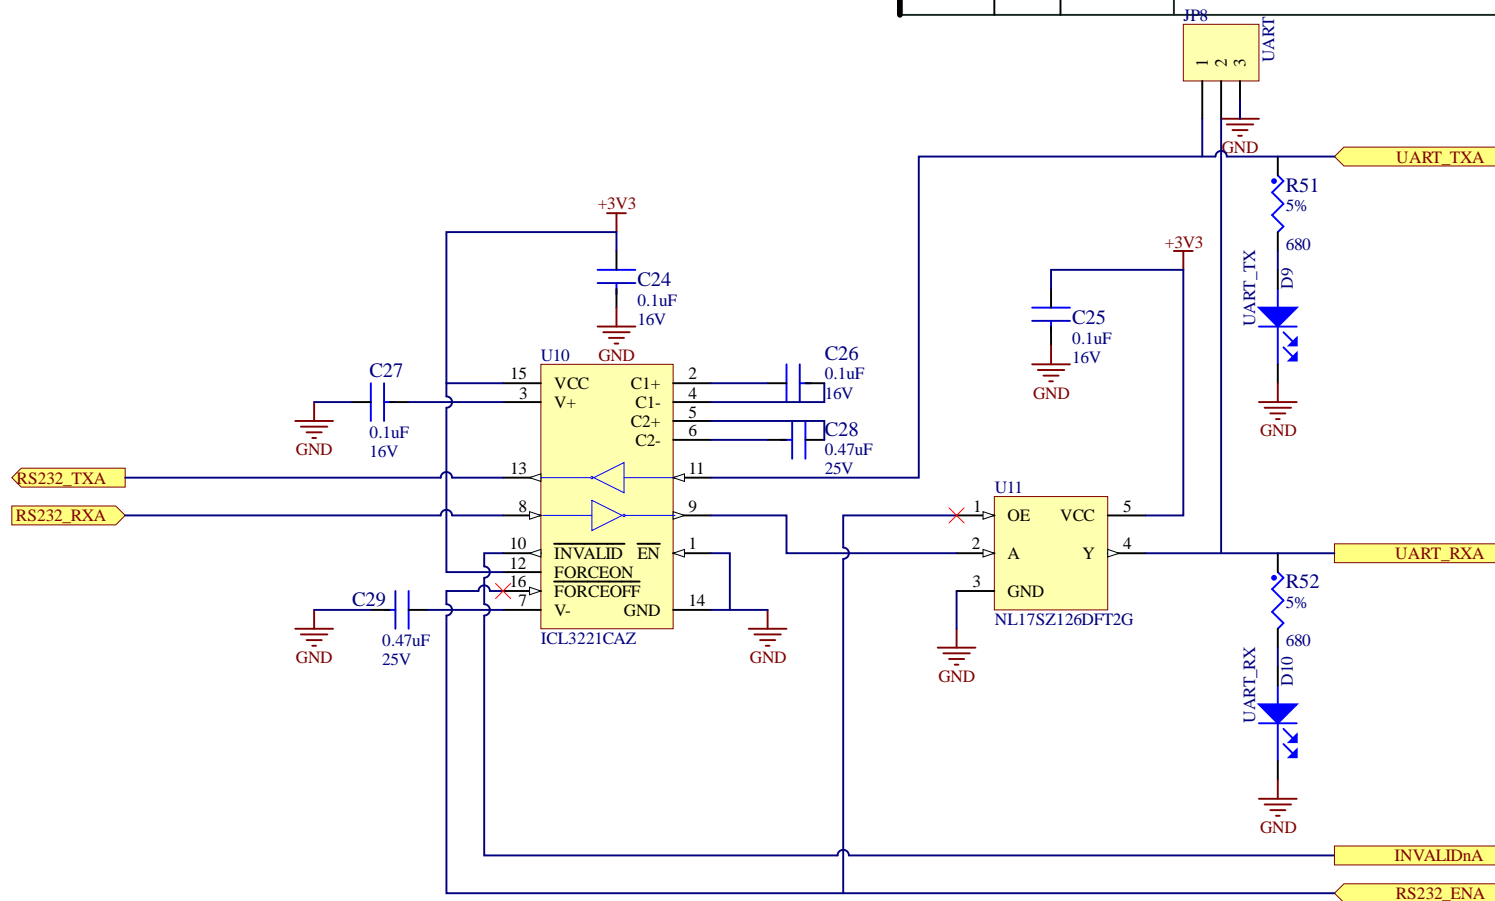 JP8
UART
1
2
3
GND
UART_TXA
R51
5%
680
UART_TX
D9
GND
+3V3
C24
0.1uF
16V
GND
+3V3
C25
0.1uF
16V
GND
C27
0.1uF
16V
GND
U10
15
VCC
C1+
2
3
V+
C1-
4
C2+
5
C2-
6
C26
0.1uF
16V
C28
0.47uF
25V
RS232_TXA
13
11
RS232_RXA
8
9
10
INVALID
EN
1
12
FORCEON
16
FORCEOFF
7
V-
GND
14
ICL3221CAZ
GND
C29
0.47uF
25V
GND
U11
1
OE
VCC
5
2
A
Y
4
3
GND
NL17SZ126DFT2G
GND
UART_RXA
R52
5%
680
UART_RX
D10
GND
INVALIDnA
RS232_ENA